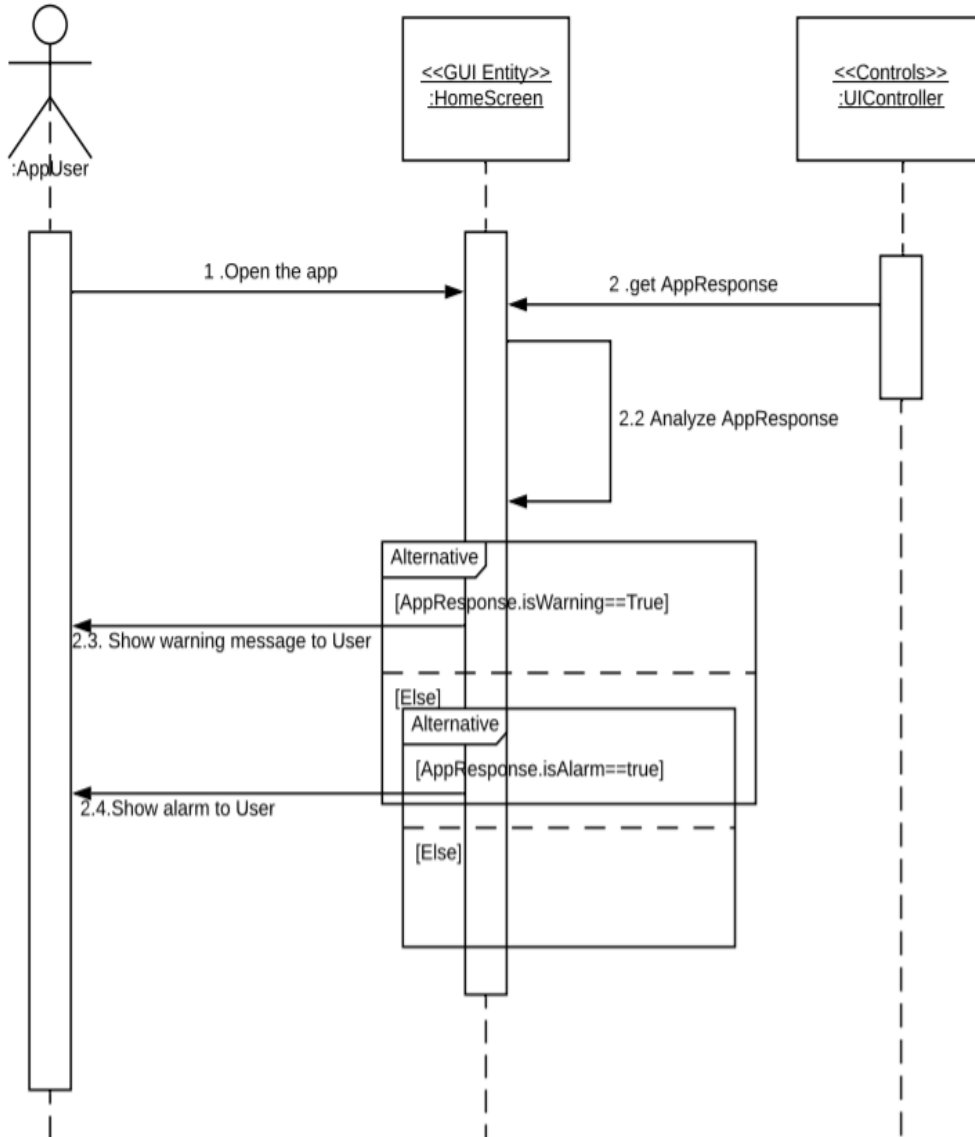 <<GUI Entity>>
:HomeScreen
<<Controls>>
:UIController
:AppUser
1 .Open the app
2 .get AppResponse
2.2 Analyze AppResponse
Alternative
[AppResponse.isWarning==True]
2.3. Show warning message to User
[Else]
Alternative
[AppResponse.isAlarm==true]
2.4.Show alarm to User
[Else]